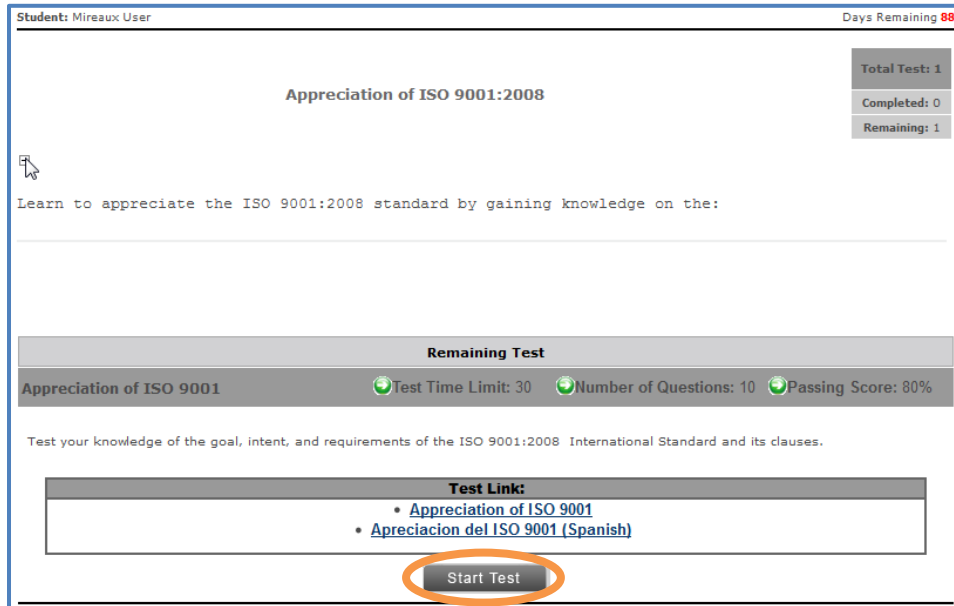 Student: Mireaux User Days Remaining 88
Total Test: 1
Appreciation of ISO 9001:2008
Completed: 0
Remaining: 1
Learn to appreciate the ISO 9001:2008 standard by gaining knowledge on the:
Remaining Test
Appreciation of ISO 9001 Test Time Limit: 30 Number of Questions: 10 Passing Score: 80%
Test your knowledge of the goal, intent, and requirements of the ISO 9001:2008 International Standard and its clauses.
Test Link:
• Appreciation of ISO 9001
• Apreciacion del ISO 9001 (Spanish)
Start Test